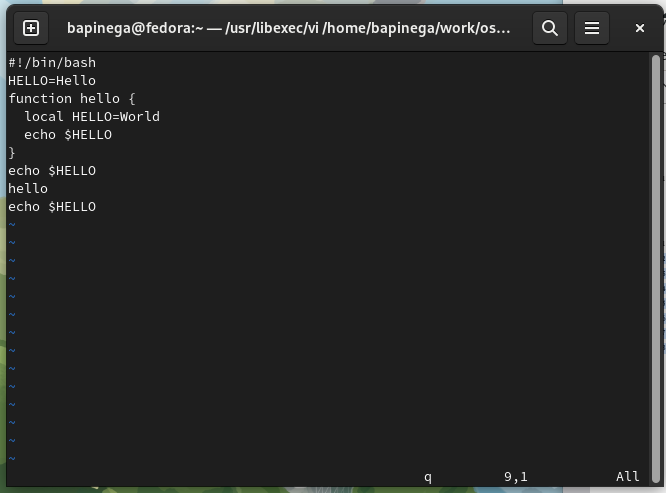 bapinega@fedora:~ — /usr/libexec/vi /home/bapinega/work/os...
#!/bin/bash
HELLO=Hello
function hello {
  local HELLO=World
  echo $HELLO
}
echo $HELLO
hello
echo $HELLO
~
~
~
~
~
~
~
~
~
~
~
~
~
~
q 9,1 All